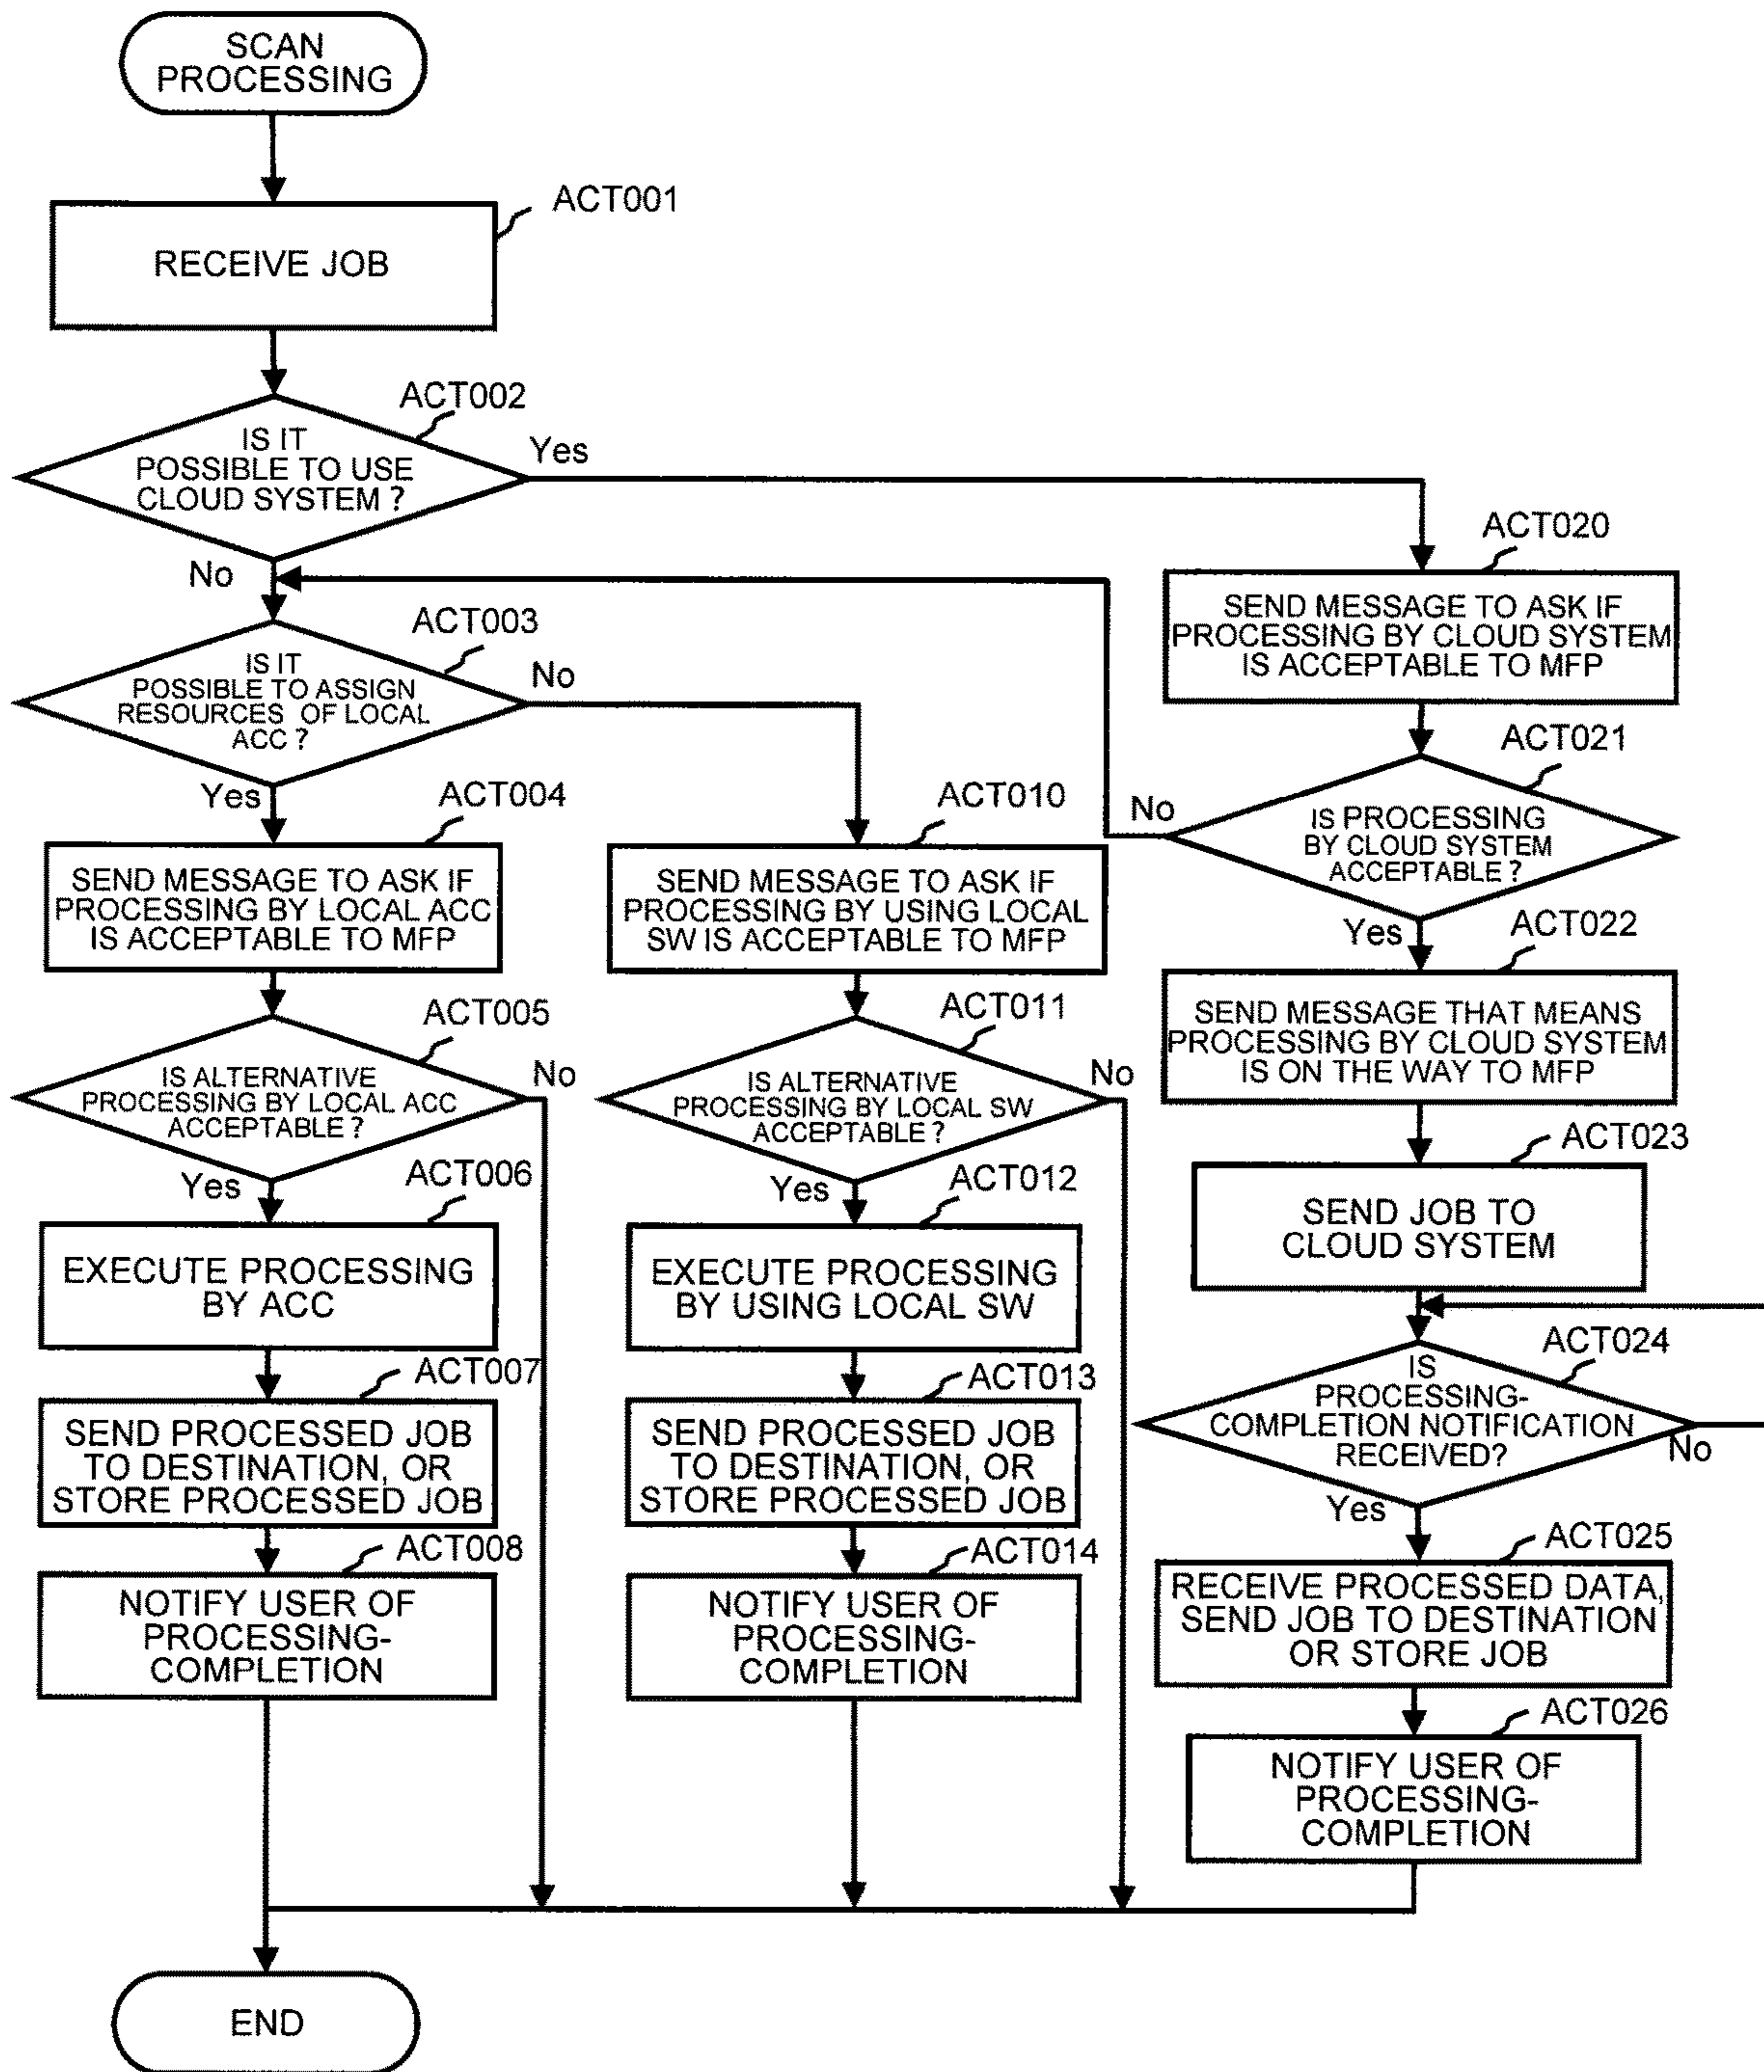 SCAN
PROCESSING
ACT001
RECEIVE JOB
ACT002
IS IT
POSSIBLE TO USE
CLOUD SYSTEM ?
Yes
No
ACT003
IS IT
POSSIBLE TO ASSIGN
RESOURCES OF LOCAL
ACC ?
No
Yes
ACT004
SEND MESSAGE TO ASK IF
PROCESSING BY LOCAL ACC
IS ACCEPTABLE TO MFP
ACT005
IS ALTERNATIVE
PROCESSING BY LOCAL ACC
ACCEPTABLE ?
No
Yes
ACT006
EXECUTE PROCESSING
BY ACC
ACT007
SEND PROCESSED JOB
TO DESTINATION, OR
STORE PROCESSED JOB
ACT008
NOTIFY USER OF
PROCESSING-
COMPLETION
ACT010
SEND MESSAGE TO ASK IF
PROCESSING BY USING LOCAL
SW IS ACCEPTABLE TO MFP
ACT011
IS ALTERNATIVE
PROCESSING BY LOCAL SW
ACCEPTABLE ?
No
Yes
ACT012
EXECUTE PROCESSING
BY USING LOCAL SW
ACT013
SEND PROCESSED JOB
TO DESTINATION, OR
STORE PROCESSED JOB
ACT014
NOTIFY USER OF
PROCESSING-
COMPLETION
ACT020
SEND MESSAGE TO ASK IF
PROCESSING BY CLOUD SYSTEM
IS ACCEPTABLE TO MFP
ACT021
No
IS PROCESSING
BY CLOUD SYSTEM
ACCEPTABLE ?
Yes
ACT022
SEND MESSAGE THAT MEANS
PROCESSING BY CLOUD SYSTEM
IS ON THE WAY TO MFP
ACT023
SEND JOB TO
CLOUD SYSTEM
ACT024
IS
PROCESSING-
COMPLETION NOTIFICATION
RECEIVED?
No
Yes
ACT025
RECEIVE PROCESSED DATA,
SEND JOB TO DESTINATION
OR STORE JOB
ACT026
NOTIFY USER OF
PROCESSING-
COMPLETION
END